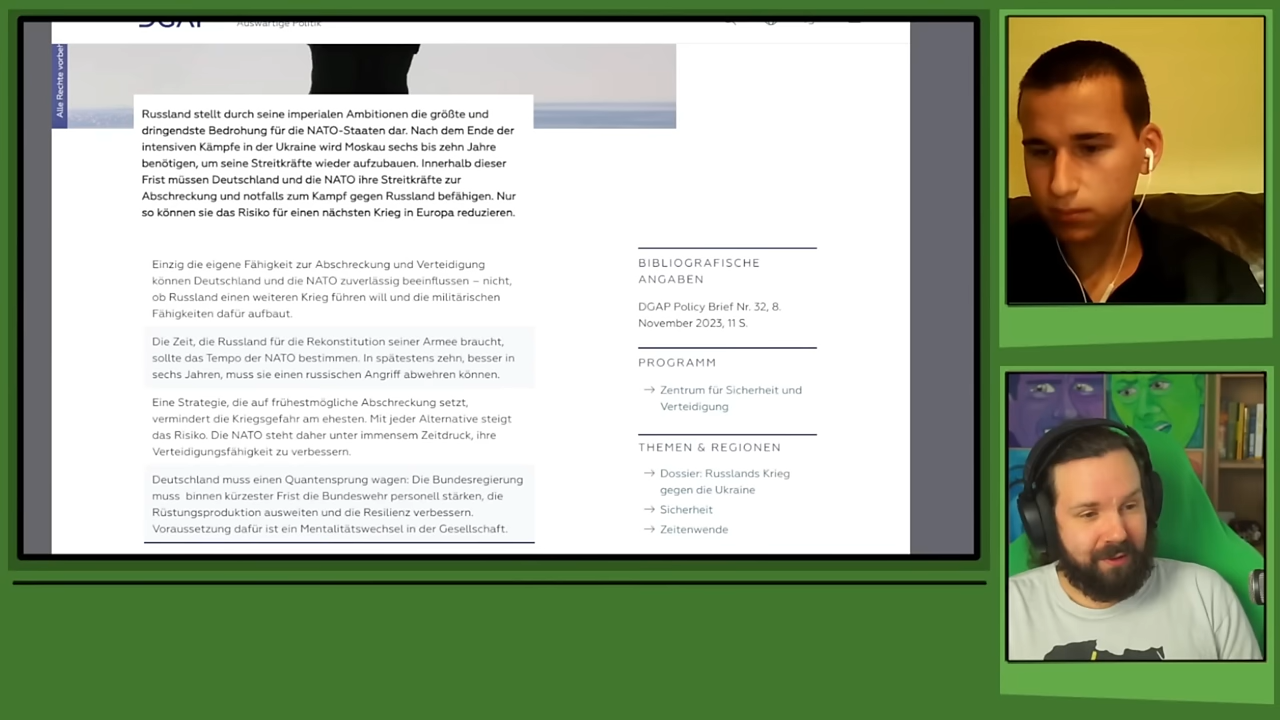 DGAP
Auswärtige Politik
Alle Rechte vorbeh
Russland stellt durch seine imperialen Ambitionen die größte und
dringendste Bedrohung für die NATO-Staaten dar. Nach dem Ende der
intensiven Kämpfe in der Ukraine wird Moskau sechs bis zehn Jahre
benötigen, um seine Streitkräfte wieder aufzubauen. Innerhalb dieser
Frist müssen Deutschland und die NATO ihre Streitkräfte zur
Abschreckung und notfalls zum Kampf gegen Russland befähigen. Nur
so können sie das Risiko für einen nächsten Krieg in Europa reduzieren.
Einzig die eigene Fähigkeit zur Abschreckung und Verteidigung
können Deutschland und die NATO zuverlässig beeinflussen – nicht,
ob Russland einen weiteren Krieg führen will und die militärischen
Fähigkeiten dafür aufbaut.
Die Zeit, die Russland für die Rekonstitution seiner Armee braucht,
sollte das Tempo der NATO bestimmen. In spätestens zehn, besser in
sechs Jahren, muss sie einen russischen Angriff abwehren können.
Eine Strategie, die auf frühestmögliche Abschreckung setzt,
vermindert die Kriegsgefahr am ehesten. Mit jeder Alternative steigt
das Risiko. Die NATO steht daher unter immensem Zeitdruck, ihre
Verteidigungsfähigkeit zu verbessern.
Deutschland muss einen Quantensprung wagen: Die Bundesregierung
muss binnen kürzester Frist die Bundeswehr personell stärken, die
Rüstungsproduktion ausweiten und die Resilienz verbessern.
Voraussetzung dafür ist ein Mentalitätswechsel in der Gesellschaft.
BIBLIOGRAFISCHE
ANGABEN
DGAP Policy Brief Nr. 32, 8.
November 2023, 11 S.
PROGRAMM
→ Zentrum für Sicherheit und
Verteidigung
THEMEN & REGIONEN
→ Dossier: Russlands Krieg
gegen die Ukraine
→ Sicherheit
→ Zeitenwende